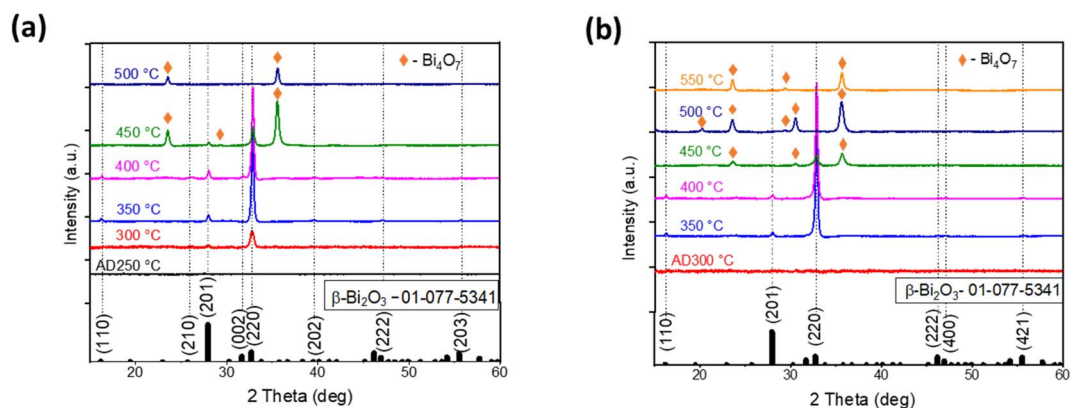 (a)
500 °C
- Bi₄O₇
450 °C
400 °C
350 °C
300 °C
AD250 °C
β-Bi₂O₃ – 01-077-5341
(110)
(210)
(201)
(002)
(220)
(202)
(222)
(203)
20 30 40 50 60
2 Theta (deg)
Intensity (a.u.)
(b)
550 °C
- Bi₄O₇
500 °C
450 °C
400 °C
350 °C
AD300 °C
β-Bi₂O₃- 01-077-5341
(110)
(201)
(220)
(222)
(400)
(421)
20 30 40 50 60
2 Theta (deg)
Intensity (a.u.)